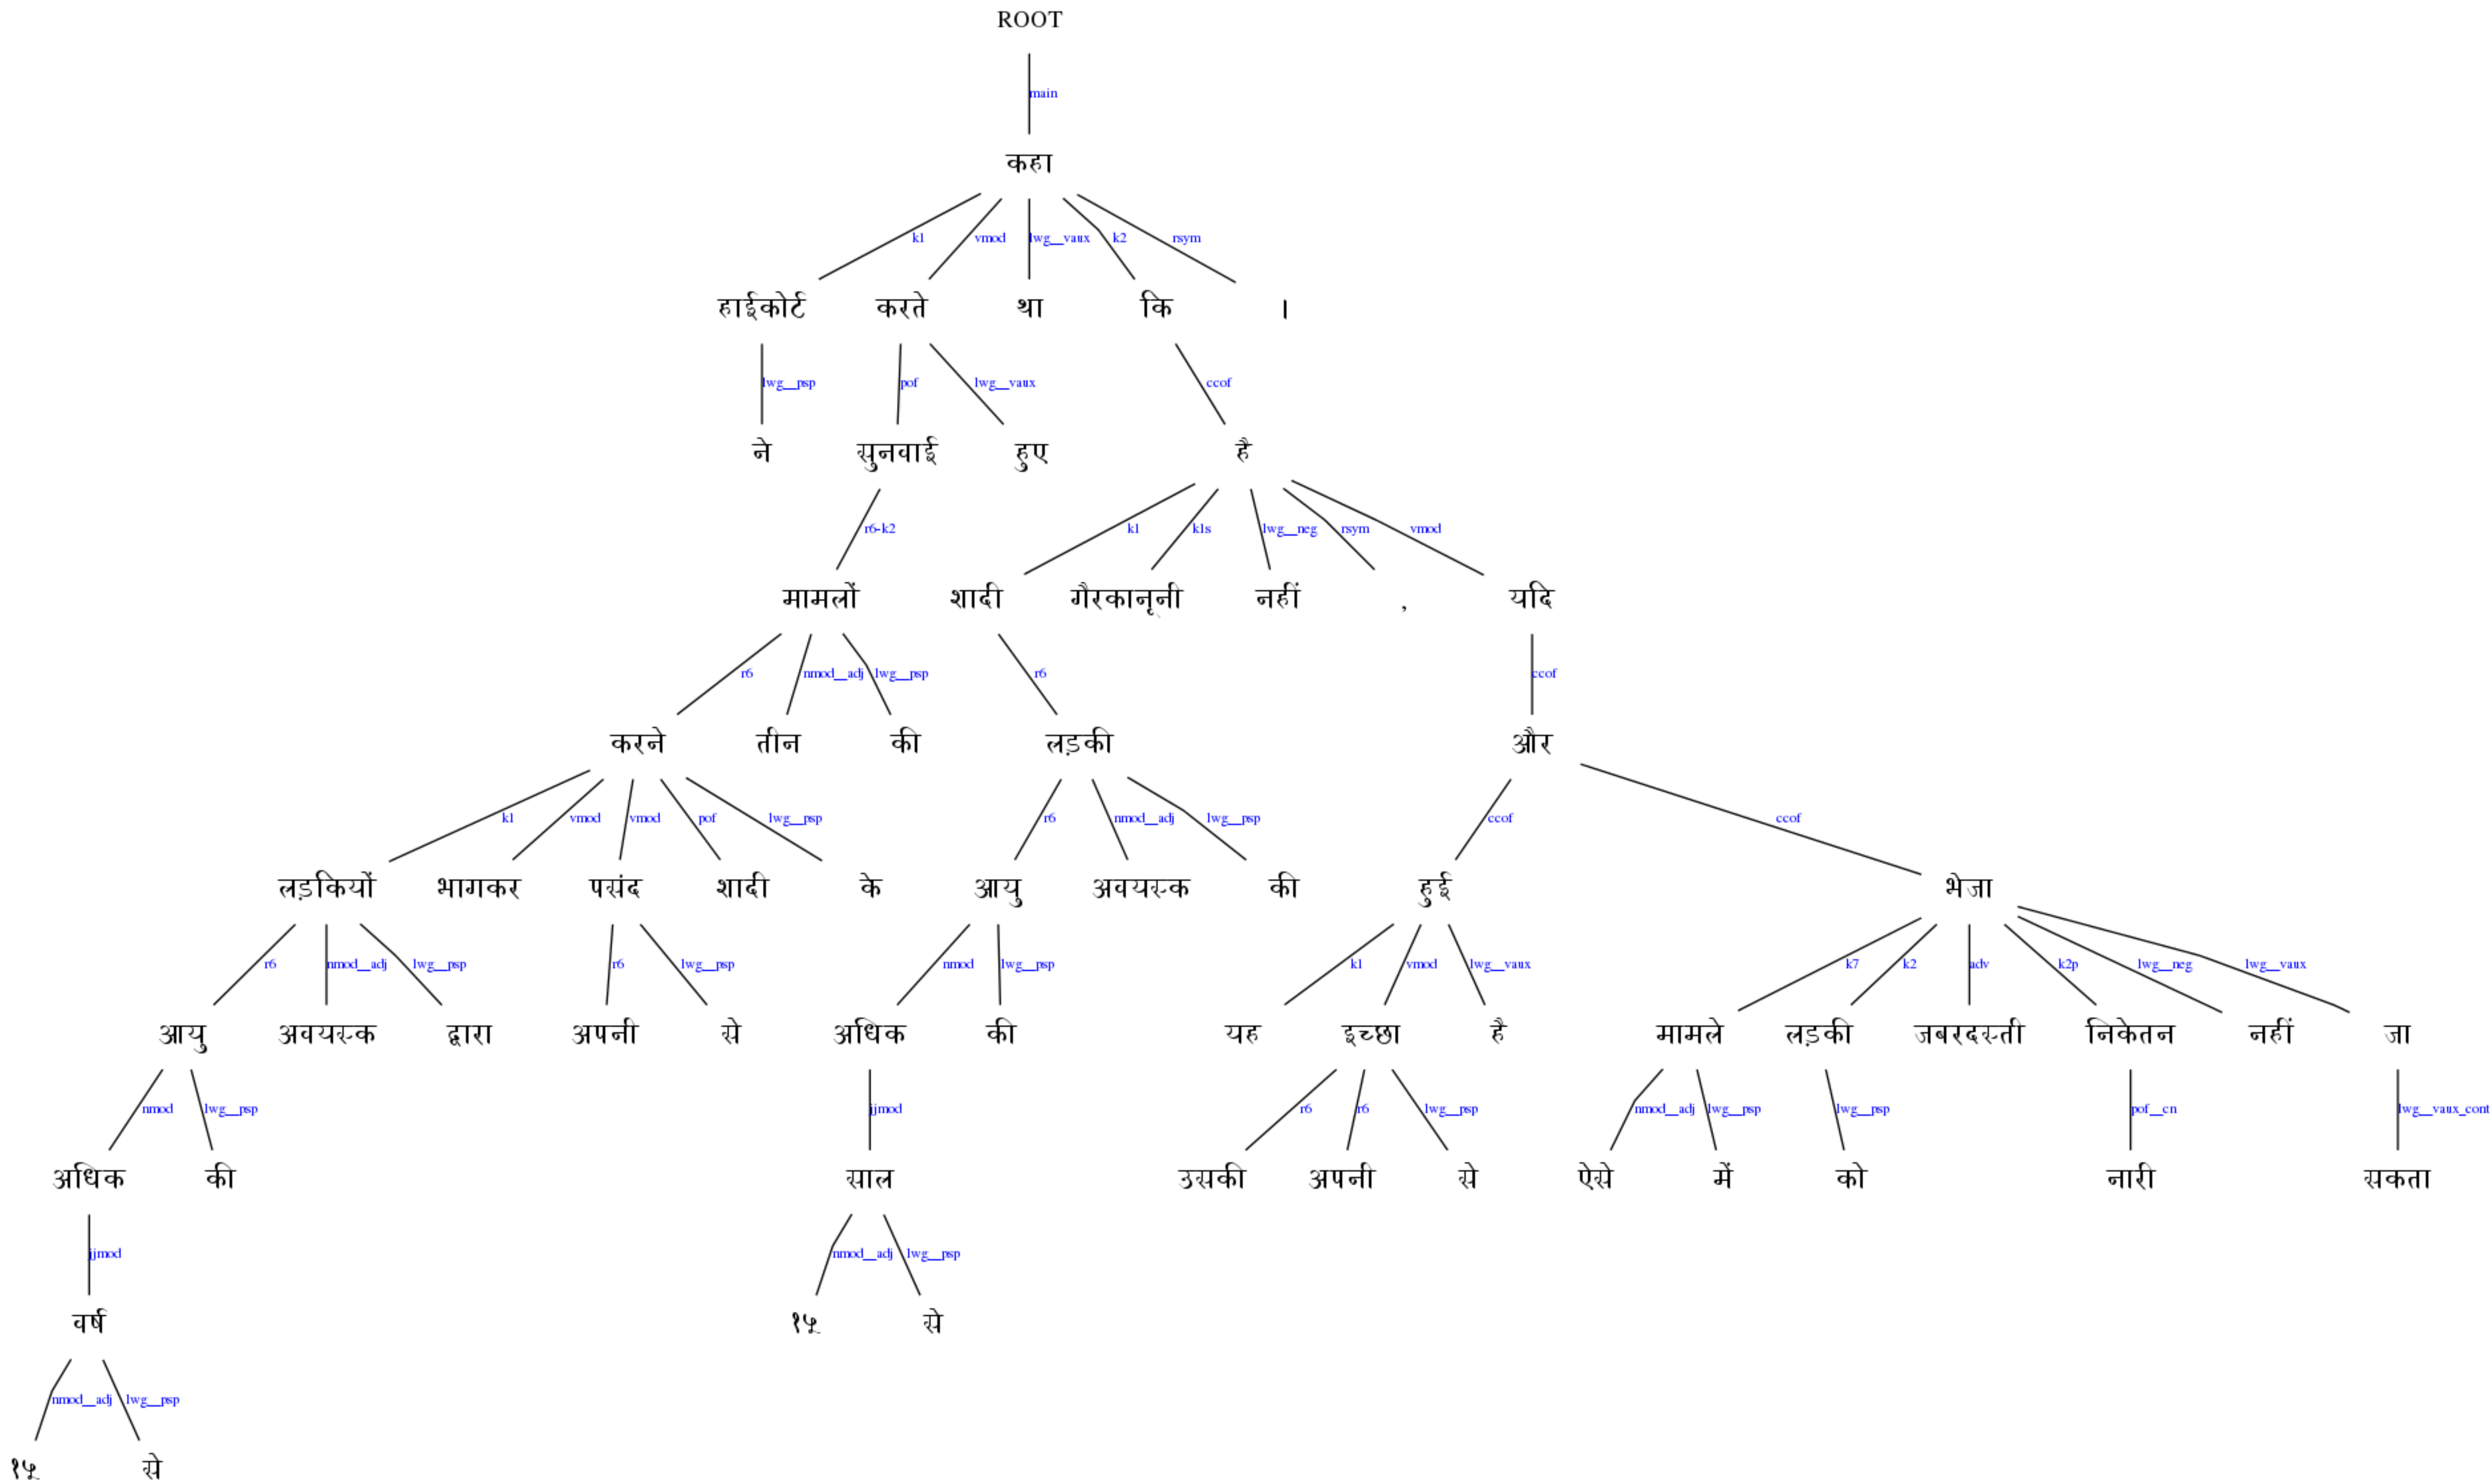 ROOT
main
कहा
k1 vmod lwg__vaux k2 rsym
हाईकोर्ट करते था कि ।
lwg__psp pof lwg__vaux ccof
ने सुनवाई हुए है
r6-k2 k1 k1s lwg__neg rsym vmod
मामलों शादी गैरकानूनी नहीं , यदि
r6 nmod__adj lwg__psp r6 ccof
करने तीन की लड़की और
k1 vmod vmod pof lwg__psp r6 nmod__adj lwg__psp ccof ccof
लड़कियों भागकर पसंद शादी के आयु अवयस्क की हुई भेजा
r6 nmod__adj lwg__psp r6 lwg__psp nmod lwg__psp k1 vmod lwg__vaux k7 k2 adv k2p lwg__neg lwg__vaux
आयु अवयस्क द्वारा अपनी से अधिक की यह इच्छा है मामले लड़की जबरदस्ती निकेतन नहीं जा
nmod lwg__psp jjmod r6 r6 lwg__psp nmod__adj lwg__psp lwg__psp pof__cn lwg__vaux_cont
अधिक की साल उसकी अपनी से ऐसे में को नारी सकता
jjmod nmod__adj lwg__psp
वर्ष १५ से
nmod__adj lwg__psp
१५ से